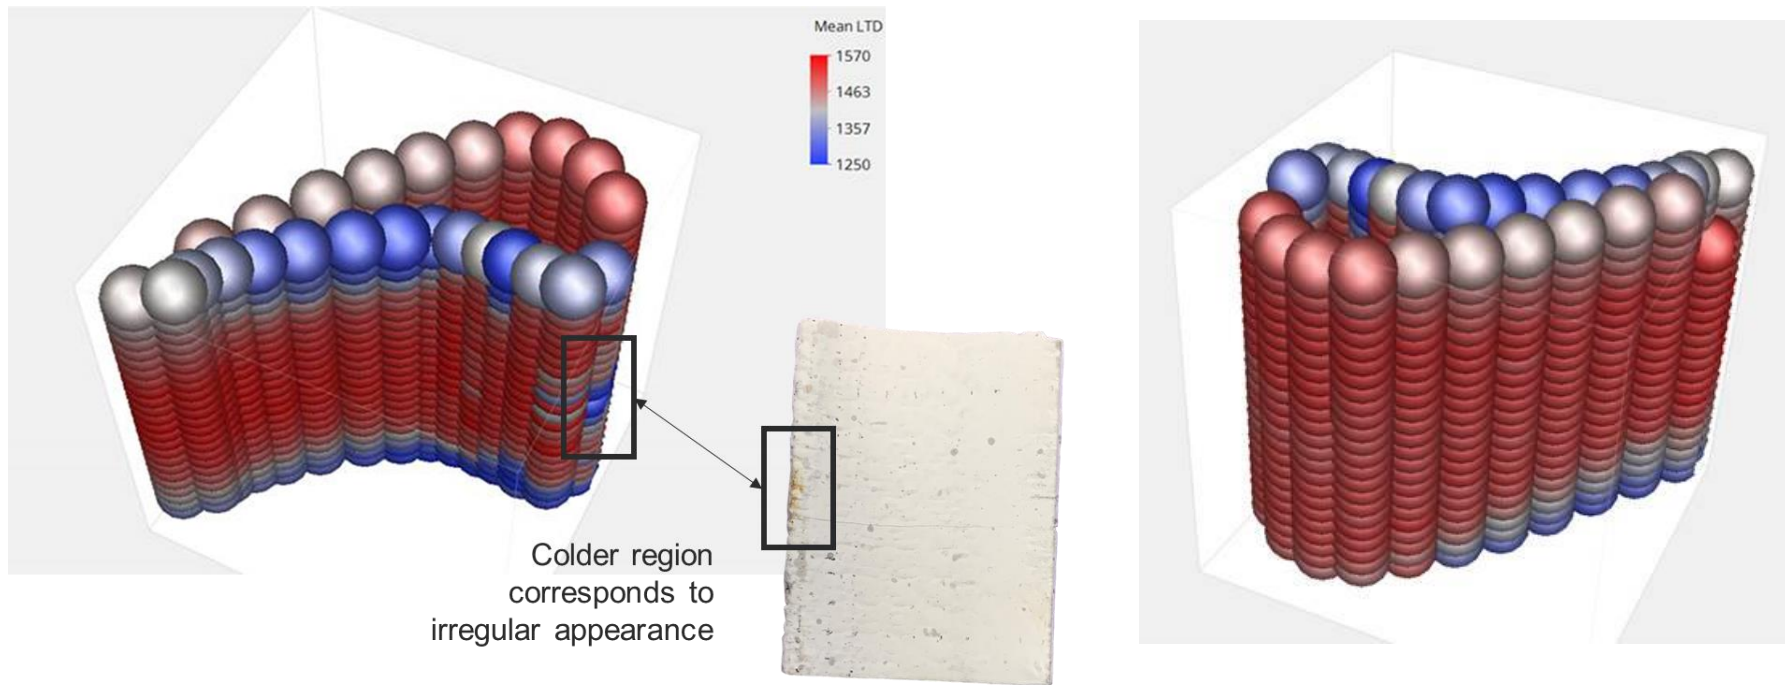 Mean LTD
1570
1463
1357
1250
Colder region
corresponds to
irregular appearance